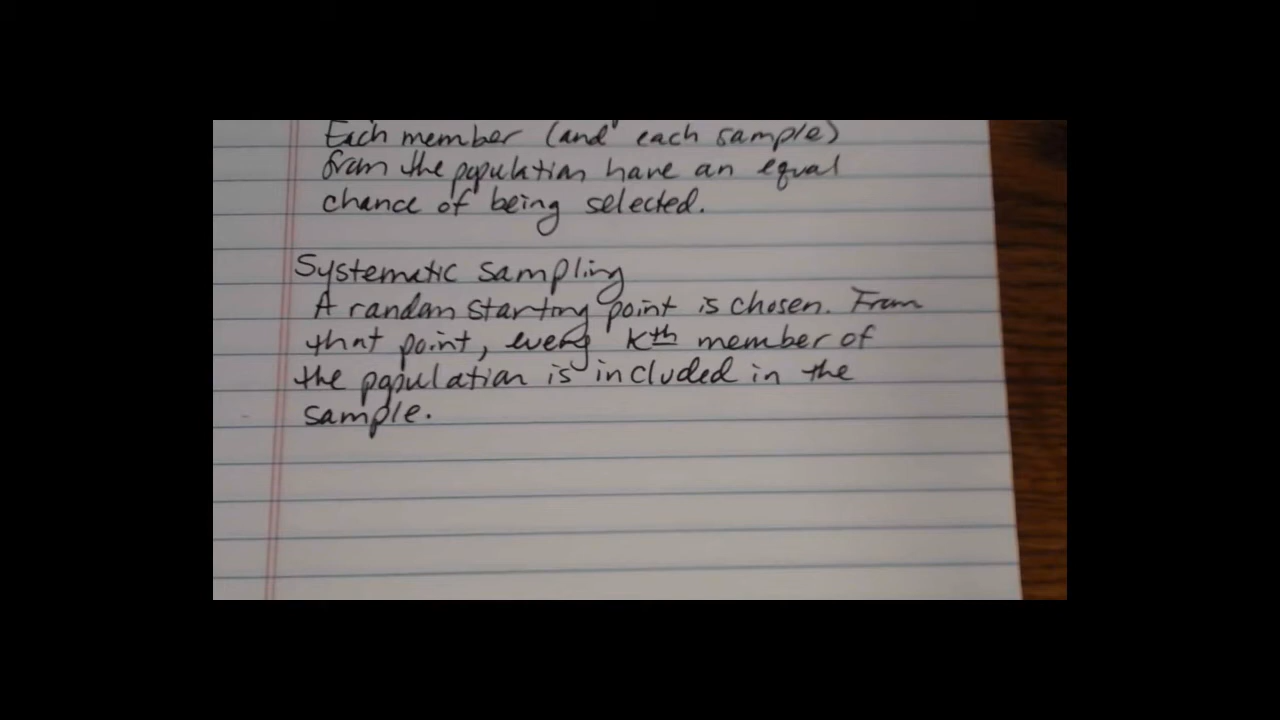 Each member (and each sample)
from the population have an equal
chance of being selected.
Systematic sampling
A random starting point is chosen. From
that point, every kth member of
the population is included in the
sample.